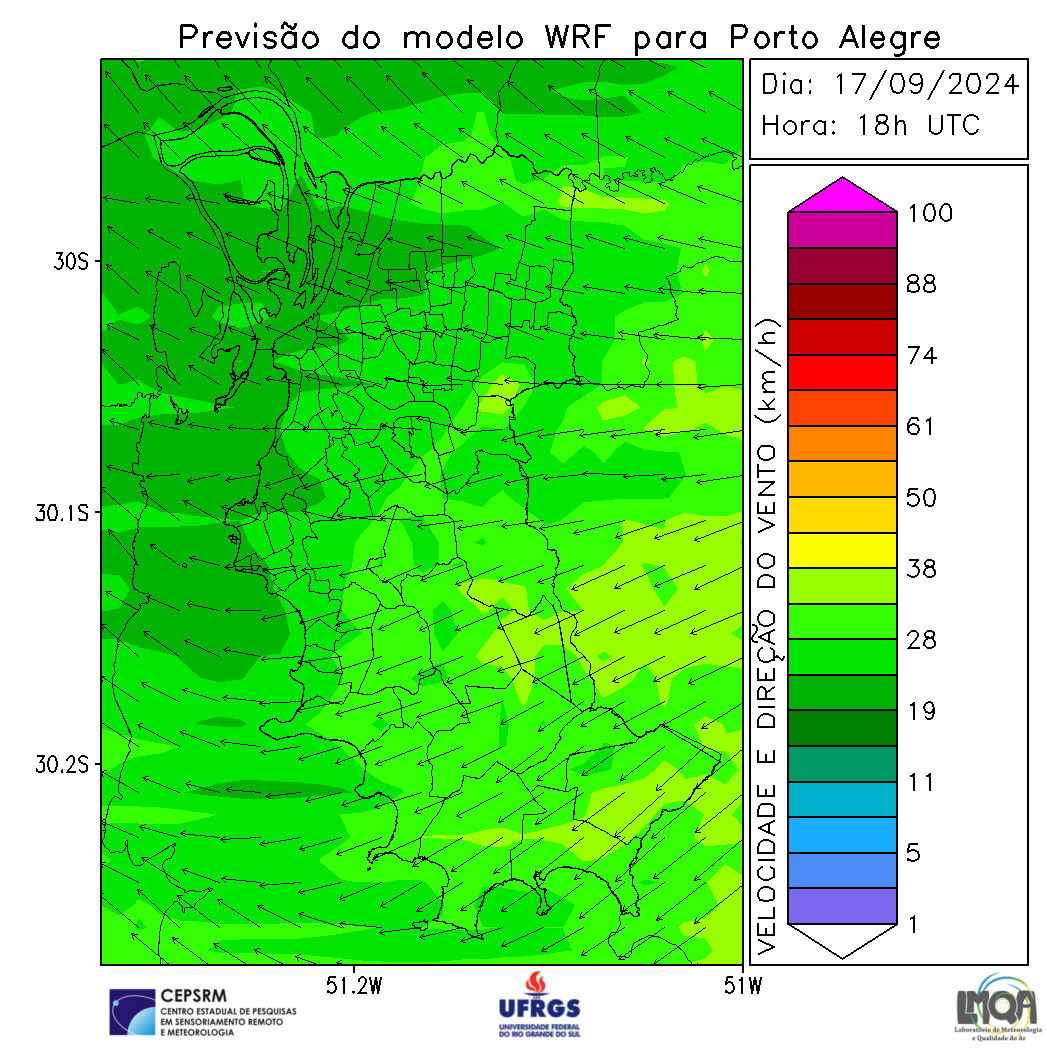 Previsão do modelo WRF para Porto Alegre
Dia: 17/09/2024
Hora: 18h UTC
30S
30.1S
30.2S
51.2W
51W
VELOCIDADE E DIREÇÃO DO VENTO (km/h)
100
88
74
61
50
38
28
19
11
5
1
CEPSRM
CENTRO ESTADUAL DE PESQUISAS
EM SENSORIAMENTO REMOTO
E METEOROLOGIA
UFRGS
UNIVERSIDADE FEDERAL
DO RIO GRANDE DO SUL
LMQA
Laboratório de Meteorologia
e Qualidade do Ar